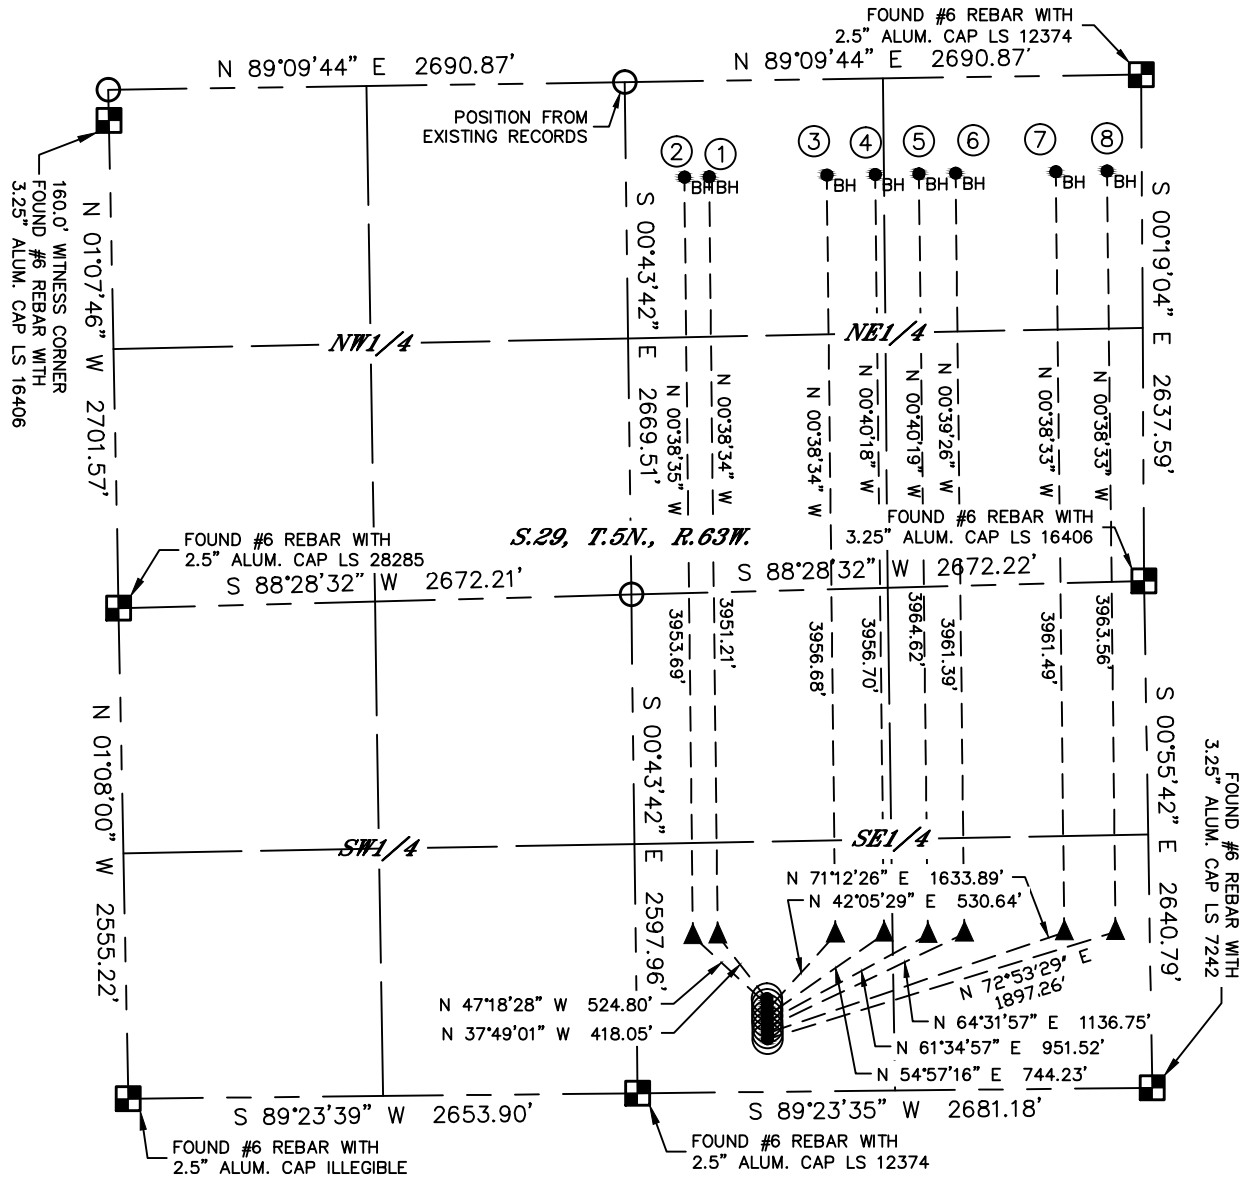 FOUND #6 REBAR WITH
2.5" ALUM. CAP LS 12374
N 89°09'44" E 2690.87'
N 89°09'44" E 2690.87'
POSITION FROM
EXISTING RECORDS
2
1
3
4
5
6
7
8
BH
BH
BH
BH
BH
BH
BH
BH
160.0' WITNESS CORNER
FOUND #6 REBAR WITH
3.25" ALUM. CAP LS 16406
N 01°07'46" W 2701.57'
S 00°43'42" E 2669.51'
S 00°19'04" E 2637.59'
NW1/4
NE1/4
N 00°38'35" W
N 00°38'34" W
N 00°38'34" W
N 00°40'18" W
N 00°40'19" W
N 00°39'26" W
N 00°38'33" W
N 00°38'33" W
FOUND #6 REBAR WITH
2.5" ALUM. CAP LS 28285
S.29, T.5N., R.63W.
FOUND #6 REBAR WITH
3.25" ALUM. CAP LS 16406
S 88°28'32" W 2672.21'
S 88°28'32" W 2672.22'
3953.69'
3951.21'
3956.68'
3956.70'
3964.62'
3961.39'
3961.49'
3963.56'
N 01°08'00" W 2555.22'
S 00°43'42" E 2597.96'
S 00°55'42" E 2640.79'
FOUND #6 REBAR WITH
3.25" ALUM. CAP LS 7242
SW1/4
SE1/4
N 71°12'26" E 1633.89'
N 42°05'29" E 530.64'
N 72°53'29" E
1897.26'
N 47°18'28" W 524.80'
N 37°49'01" W 418.05'
N 64°31'57" E 1136.75'
N 61°34'57" E 951.52'
N 54°57'16" E 744.23'
S 89°23'39" W 2653.90'
S 89°23'35" W 2681.18'
FOUND #6 REBAR WITH
2.5" ALUM. CAP ILLEGIBLE
FOUND #6 REBAR WITH
2.5" ALUM. CAP LS 12374